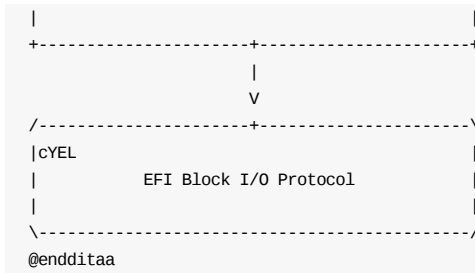 |                                             |
+----------------------+----------------------+
                       |
                       V
/----------------------+----------------------\
|cYEL                                         |
|           EFI Block I/O Protocol            |
|                                             |
\---------------------------------------------/
@endditaa